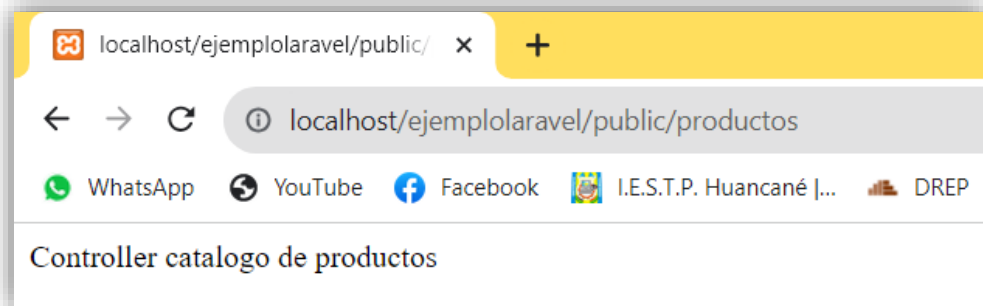 localhost/ejemplolaravel/public/
localhost/ejemplolaravel/public/productos
WhatsApp YouTube Facebook I.E.S.T.P. Huancané |... DREP
Controller catalogo de productos